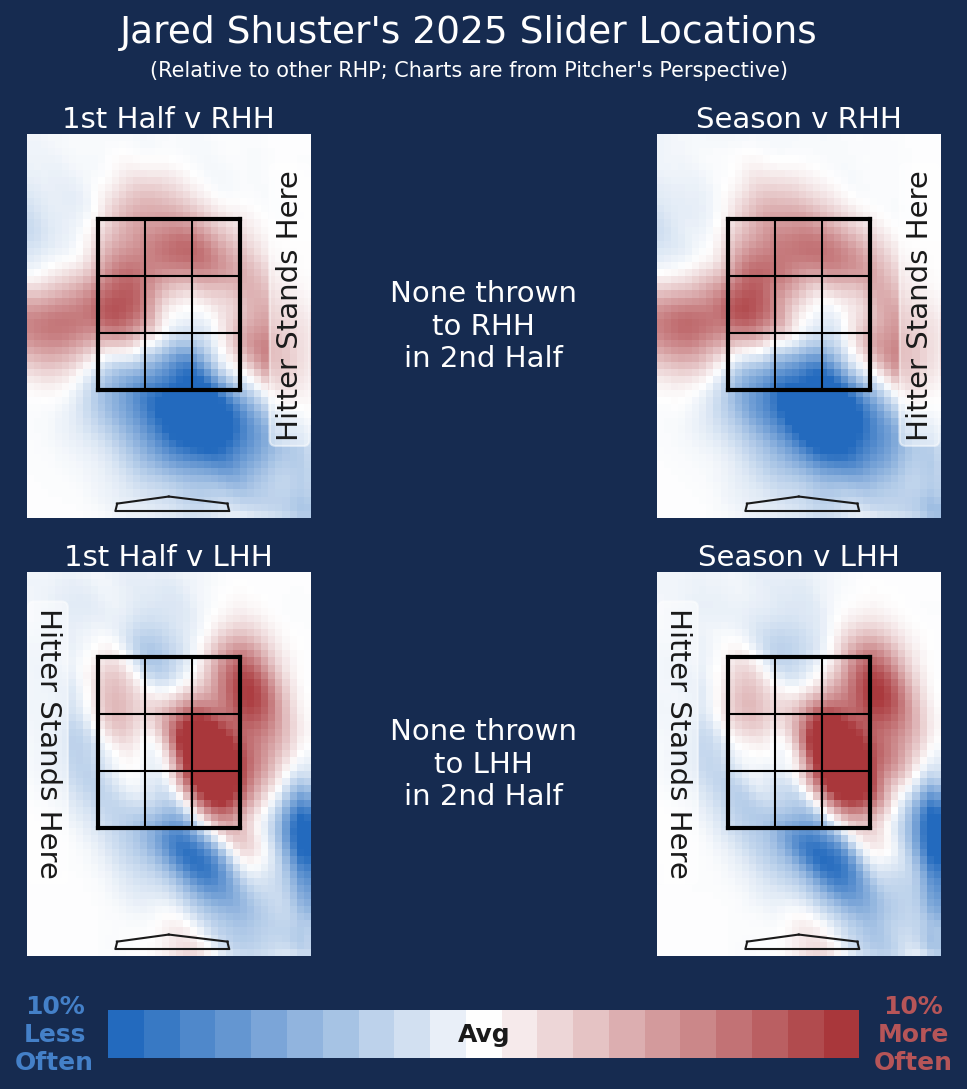 Jared Shuster's 2025 Slider Locations
(Relative to other RHP; Charts are from Pitcher's Perspective)
1st Half v RHH
Season v RHH
Hitter Stands Here
None thrown
to RHH
in 2nd Half
Hitter Stands Here
1st Half v LHH
Season v LHH
Hitter Stands Here
None thrown
to LHH
in 2nd Half
Hitter Stands Here
10%
Less
Often
Avg
10%
More
Often